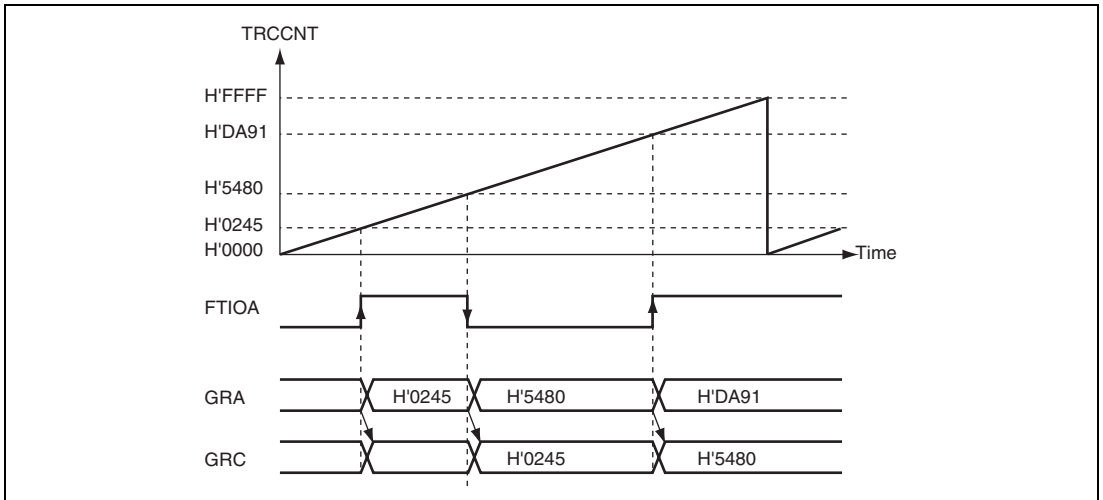 TRCCNT
H'FFFF
H'DA91
H'5480
H'0245
H'0000
Time
FTIOA
GRA H'0245 H'5480 H'DA91
GRC H'0245 H'5480